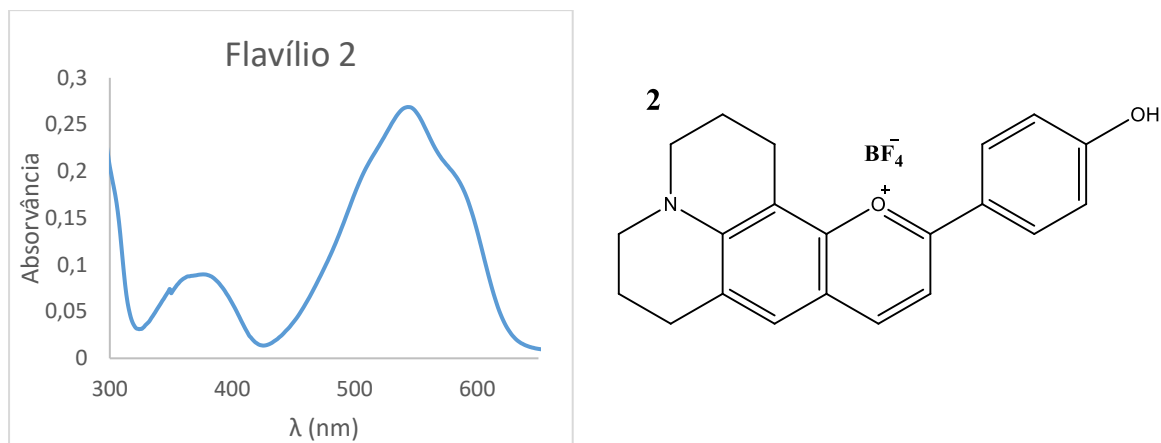 Flavílio 2
Absorvância
0,3
0,25
0,2
0,15
0,1
0,05
0
300
400
500
600
λ (nm)
2
BF4−
N
O+
OH